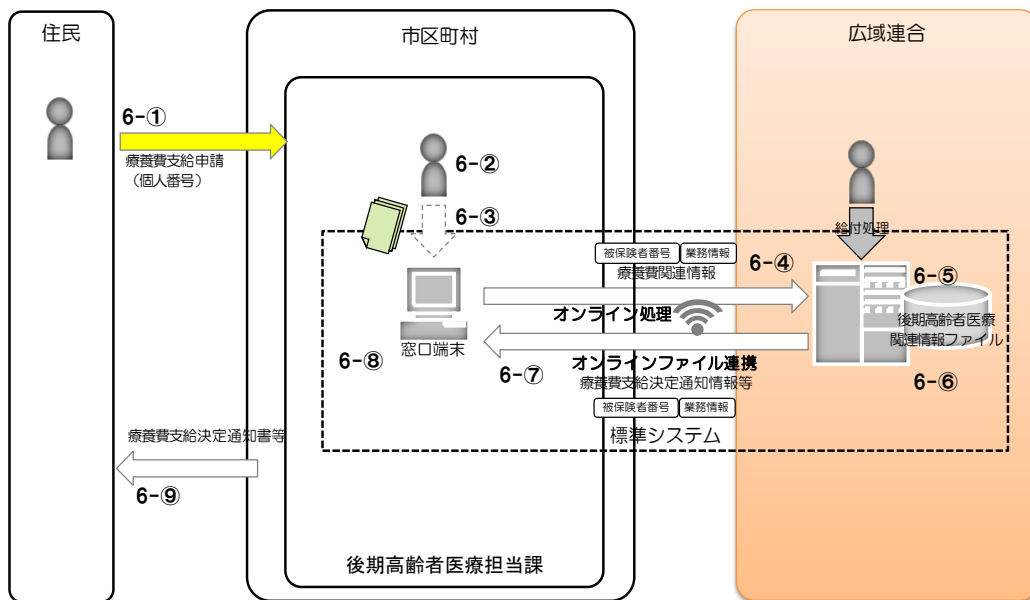 住民
市区町村
広域連合
6-①
療養費支給申請
（個人番号）
6-②
6-③
給付処理
被保険者番号
業務情報
療養費関連情報
6-④
6-⑤
オンライン処理
後期高齢者医療
関連情報ファイル
窓口端末
6-⑧
6-⑦
オンラインファイル連携
療養費支給決定通知情報等
6-⑥
被保険者番号
業務情報
標準システム
療養費支給決定通知書等
6-⑨
後期高齢者医療担当課